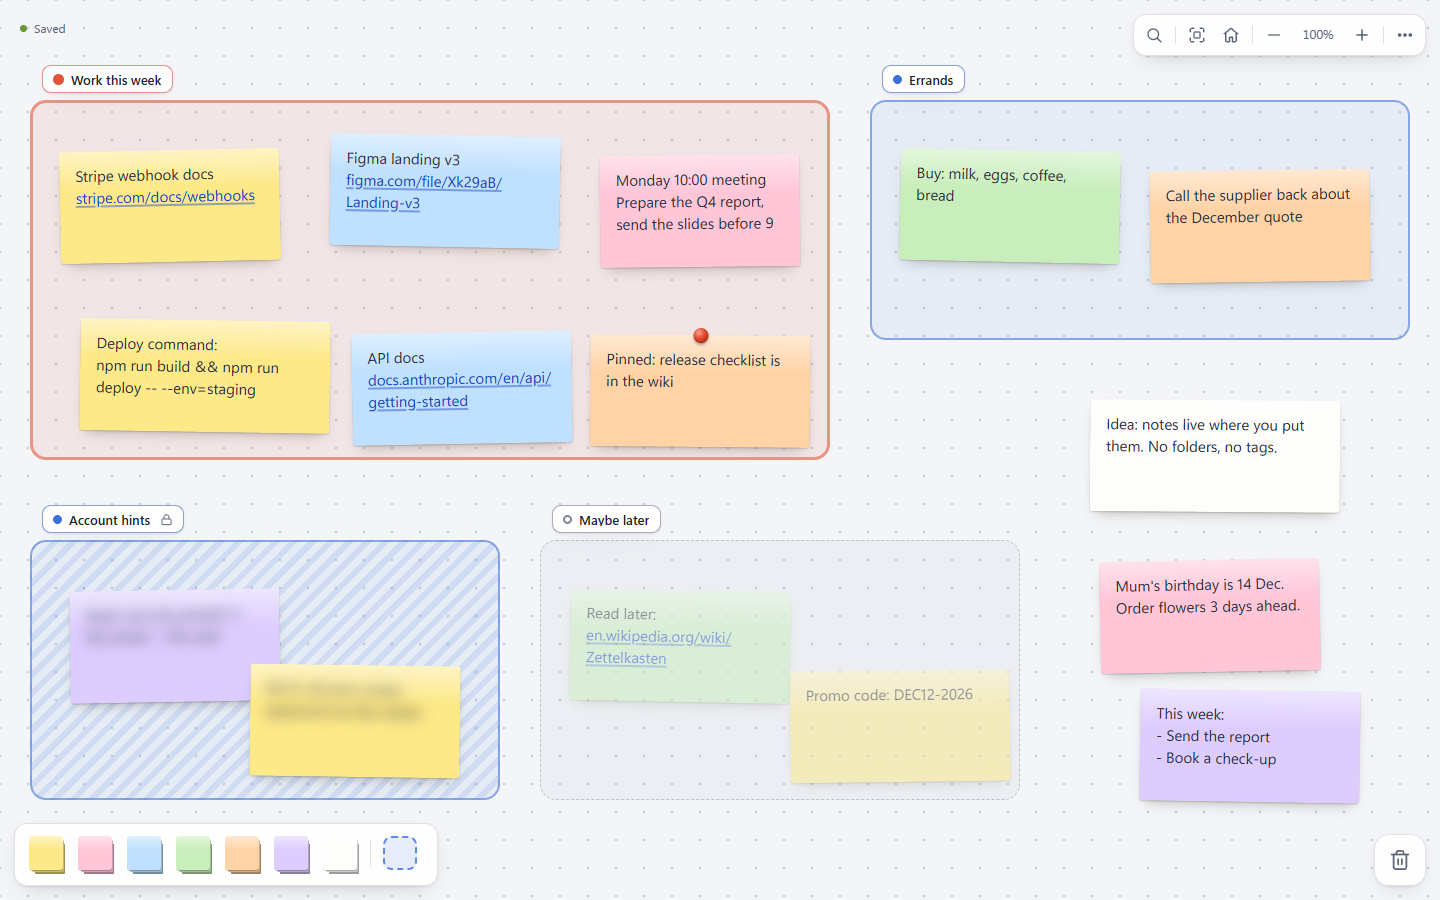 Saved
100%
Work this week
Stripe webhook docs
stripe.com/docs/webhooks
Figma landing v3
figma.com/file/Xk29aB/
Landing-v3
Monday 10:00 meeting
Prepare the Q4 report,
send the slides before 9
Deploy command:
npm run build && npm run
deploy -- --env=staging
API docs
docs.anthropic.com/en/api/
getting-started
Pinned: release checklist is
in the wiki
Errands
Buy: milk, eggs, coffee,
bread
Call the supplier back about
the December quote
Idea: notes live where you put
them. No folders, no tags.
Account hints
Maybe later
Read later:
en.wikipedia.org/wiki/
Zettelkasten
Promo code: DEC12-2026
Mum's birthday is 14 Dec.
Order flowers 3 days ahead.
This week:
- Send the report
- Book a check-up